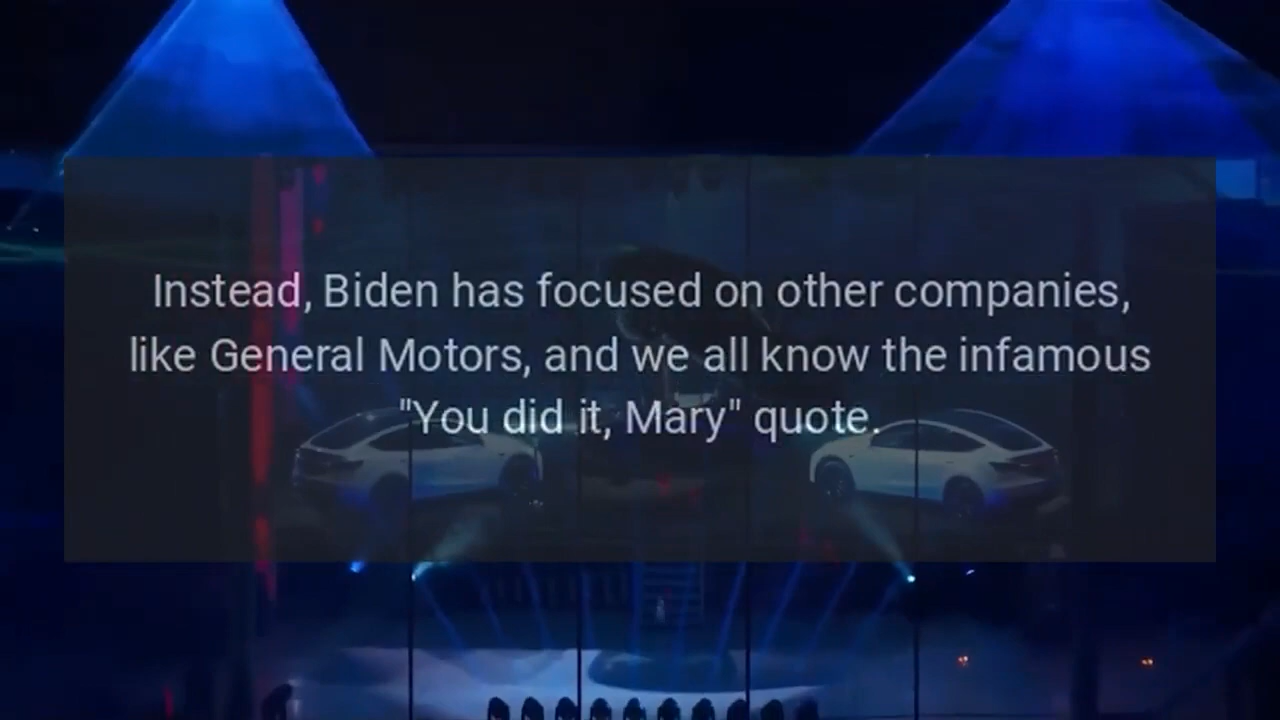 Instead, Biden has focused on other companies,
like General Motors, and we all know the infamous
"You did it, Mary" quote.